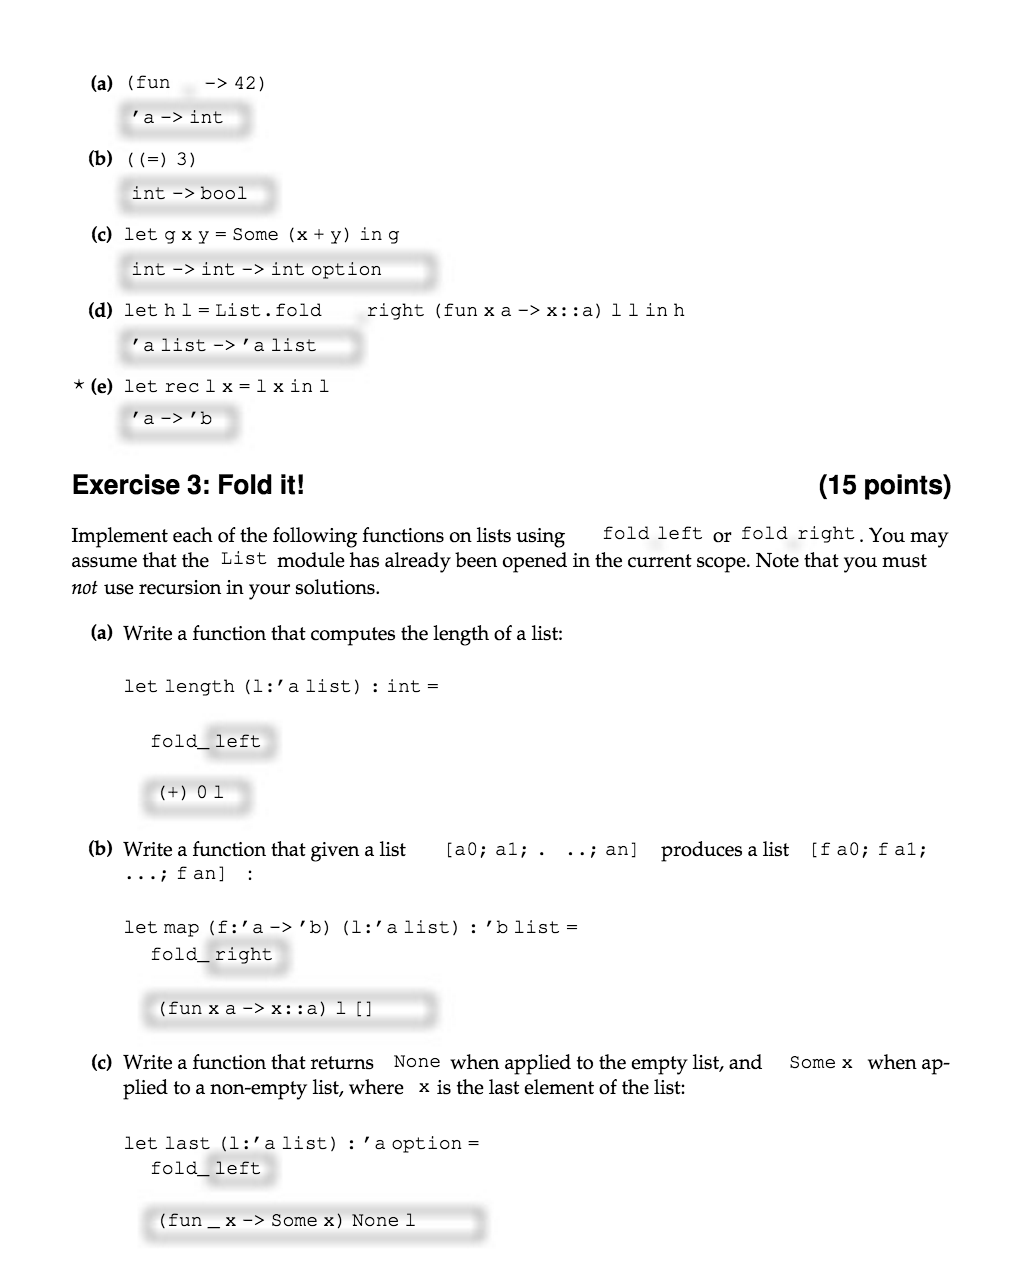 (a) (fun -> 42)
'a -> int
(b) ((=) 3)
int -> bool
(c) let g x y = Some (x + y) in g
int -> int -> int option
(d) let h l = List.fold right (fun x a -> x::a) l l in h
'a list -> 'a list
* (e) let rec l x = l x in l
'a -> 'b
Exercise 3: Fold it! (15 points)
Implement each of the following functions on lists using fold left or fold right. You may
assume that the List module has already been opened in the current scope. Note that you must
not use recursion in your solutions.
(a) Write a function that computes the length of a list:
let length (l:'a list) : int =
fold_ left
(+) 0 l
(b) Write a function that given a list [a0; a1; . ..; an] produces a list [f a0; f a1;
...; f an] :
let map (f:'a -> 'b) (l:'a list) : 'b list =
fold_ right
(fun x a -> x::a) l []
(c) Write a function that returns None when applied to the empty list, and Some x when ap-
plied to a non-empty list, where x is the last element of the list:
let last (l:'a list) : 'a option =
fold_ left
(fun _ x -> Some x) None l